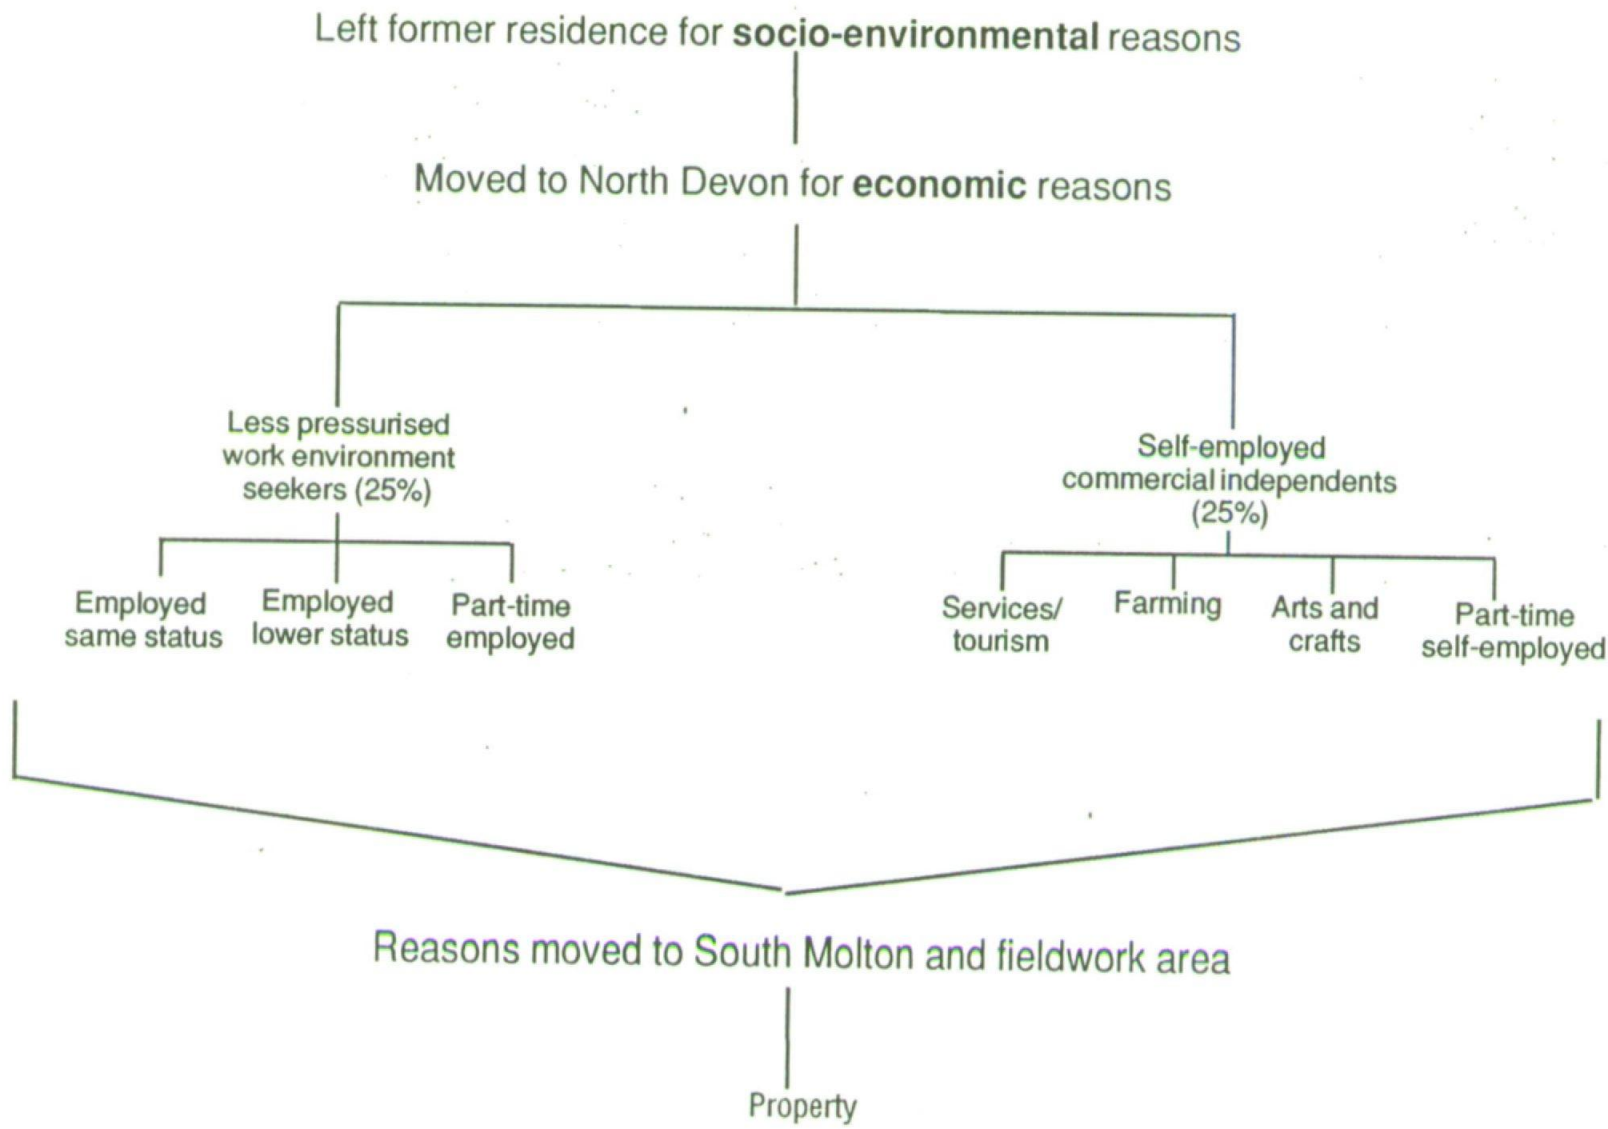 Left former residence for socio-environmental reasons
Moved to North Devon for economic reasons
Less pressurised
work environment
seekers (25%)
Self-employed
commercial independents
(25%)
Employed
same status
Employed
lower status
Part-time
employed
Services/
tourism
Farming
Arts and
crafts
Part-time
self-employed
Reasons moved to South Molton and fieldwork area
Property